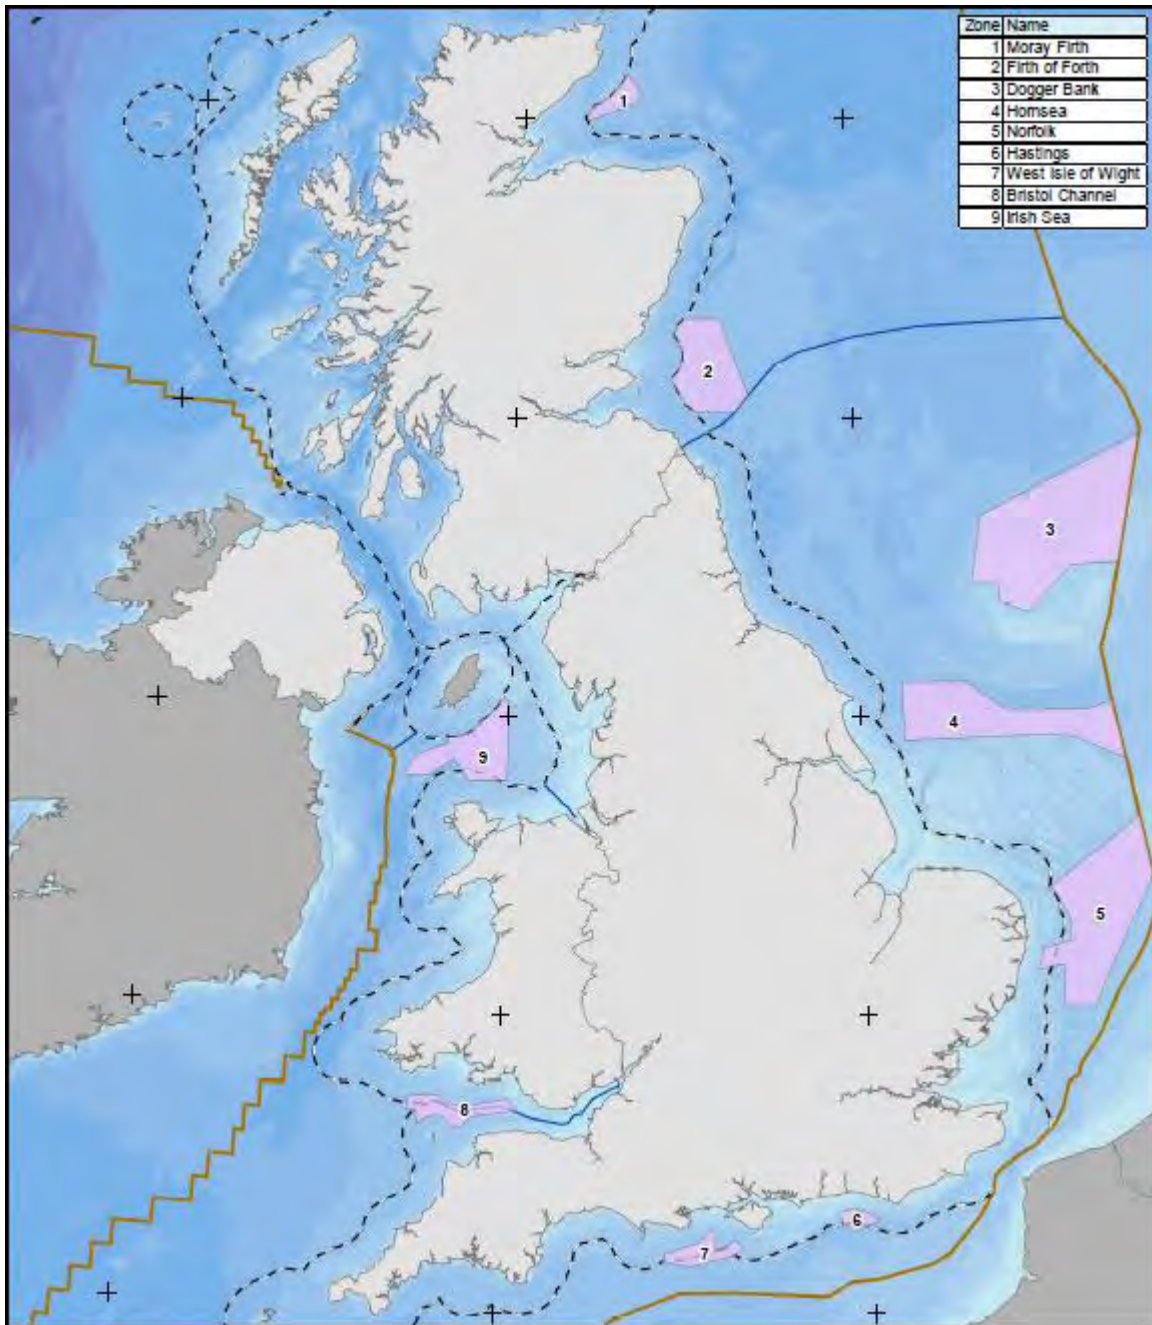 Zone Name
1 Moray Firth
2 Firth of Forth
3 Dogger Bank
4 Hornsea
5 Norfolk
6 Hastings
7 West Isle of Wight
8 Bristol Channel
9 Irish Sea
1
2
3
4
9
5
8
6
7